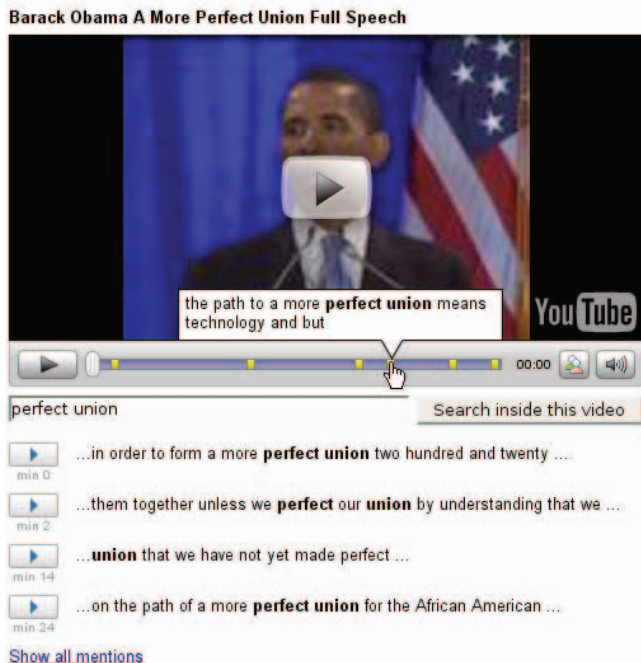 Barack Obama A More Perfect Union Full Speech
the path to a more perfect union means
technology and but
YouTube
00:00
perfect union
Search inside this video
...in order to form a more perfect union two hundred and twenty ...
min 0
...them together unless we perfect our union by understanding that we ...
min 2
...union that we have not yet made perfect ...
min 14
...on the path of a more perfect union for the African American ...
min 24
Show all mentions